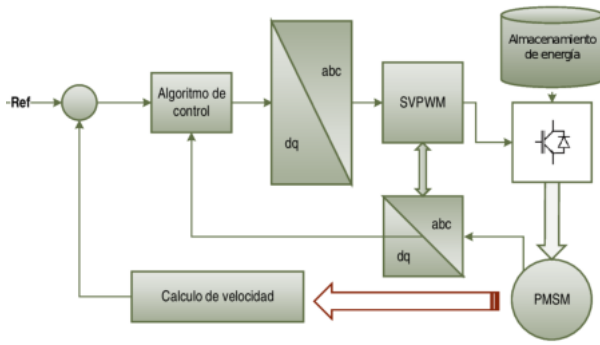 Almacenamiento
de energía
Ref
Algoritmo de
control
abc
dq
SVPWM
abc
dq
Calculo de velocidad
PMSM